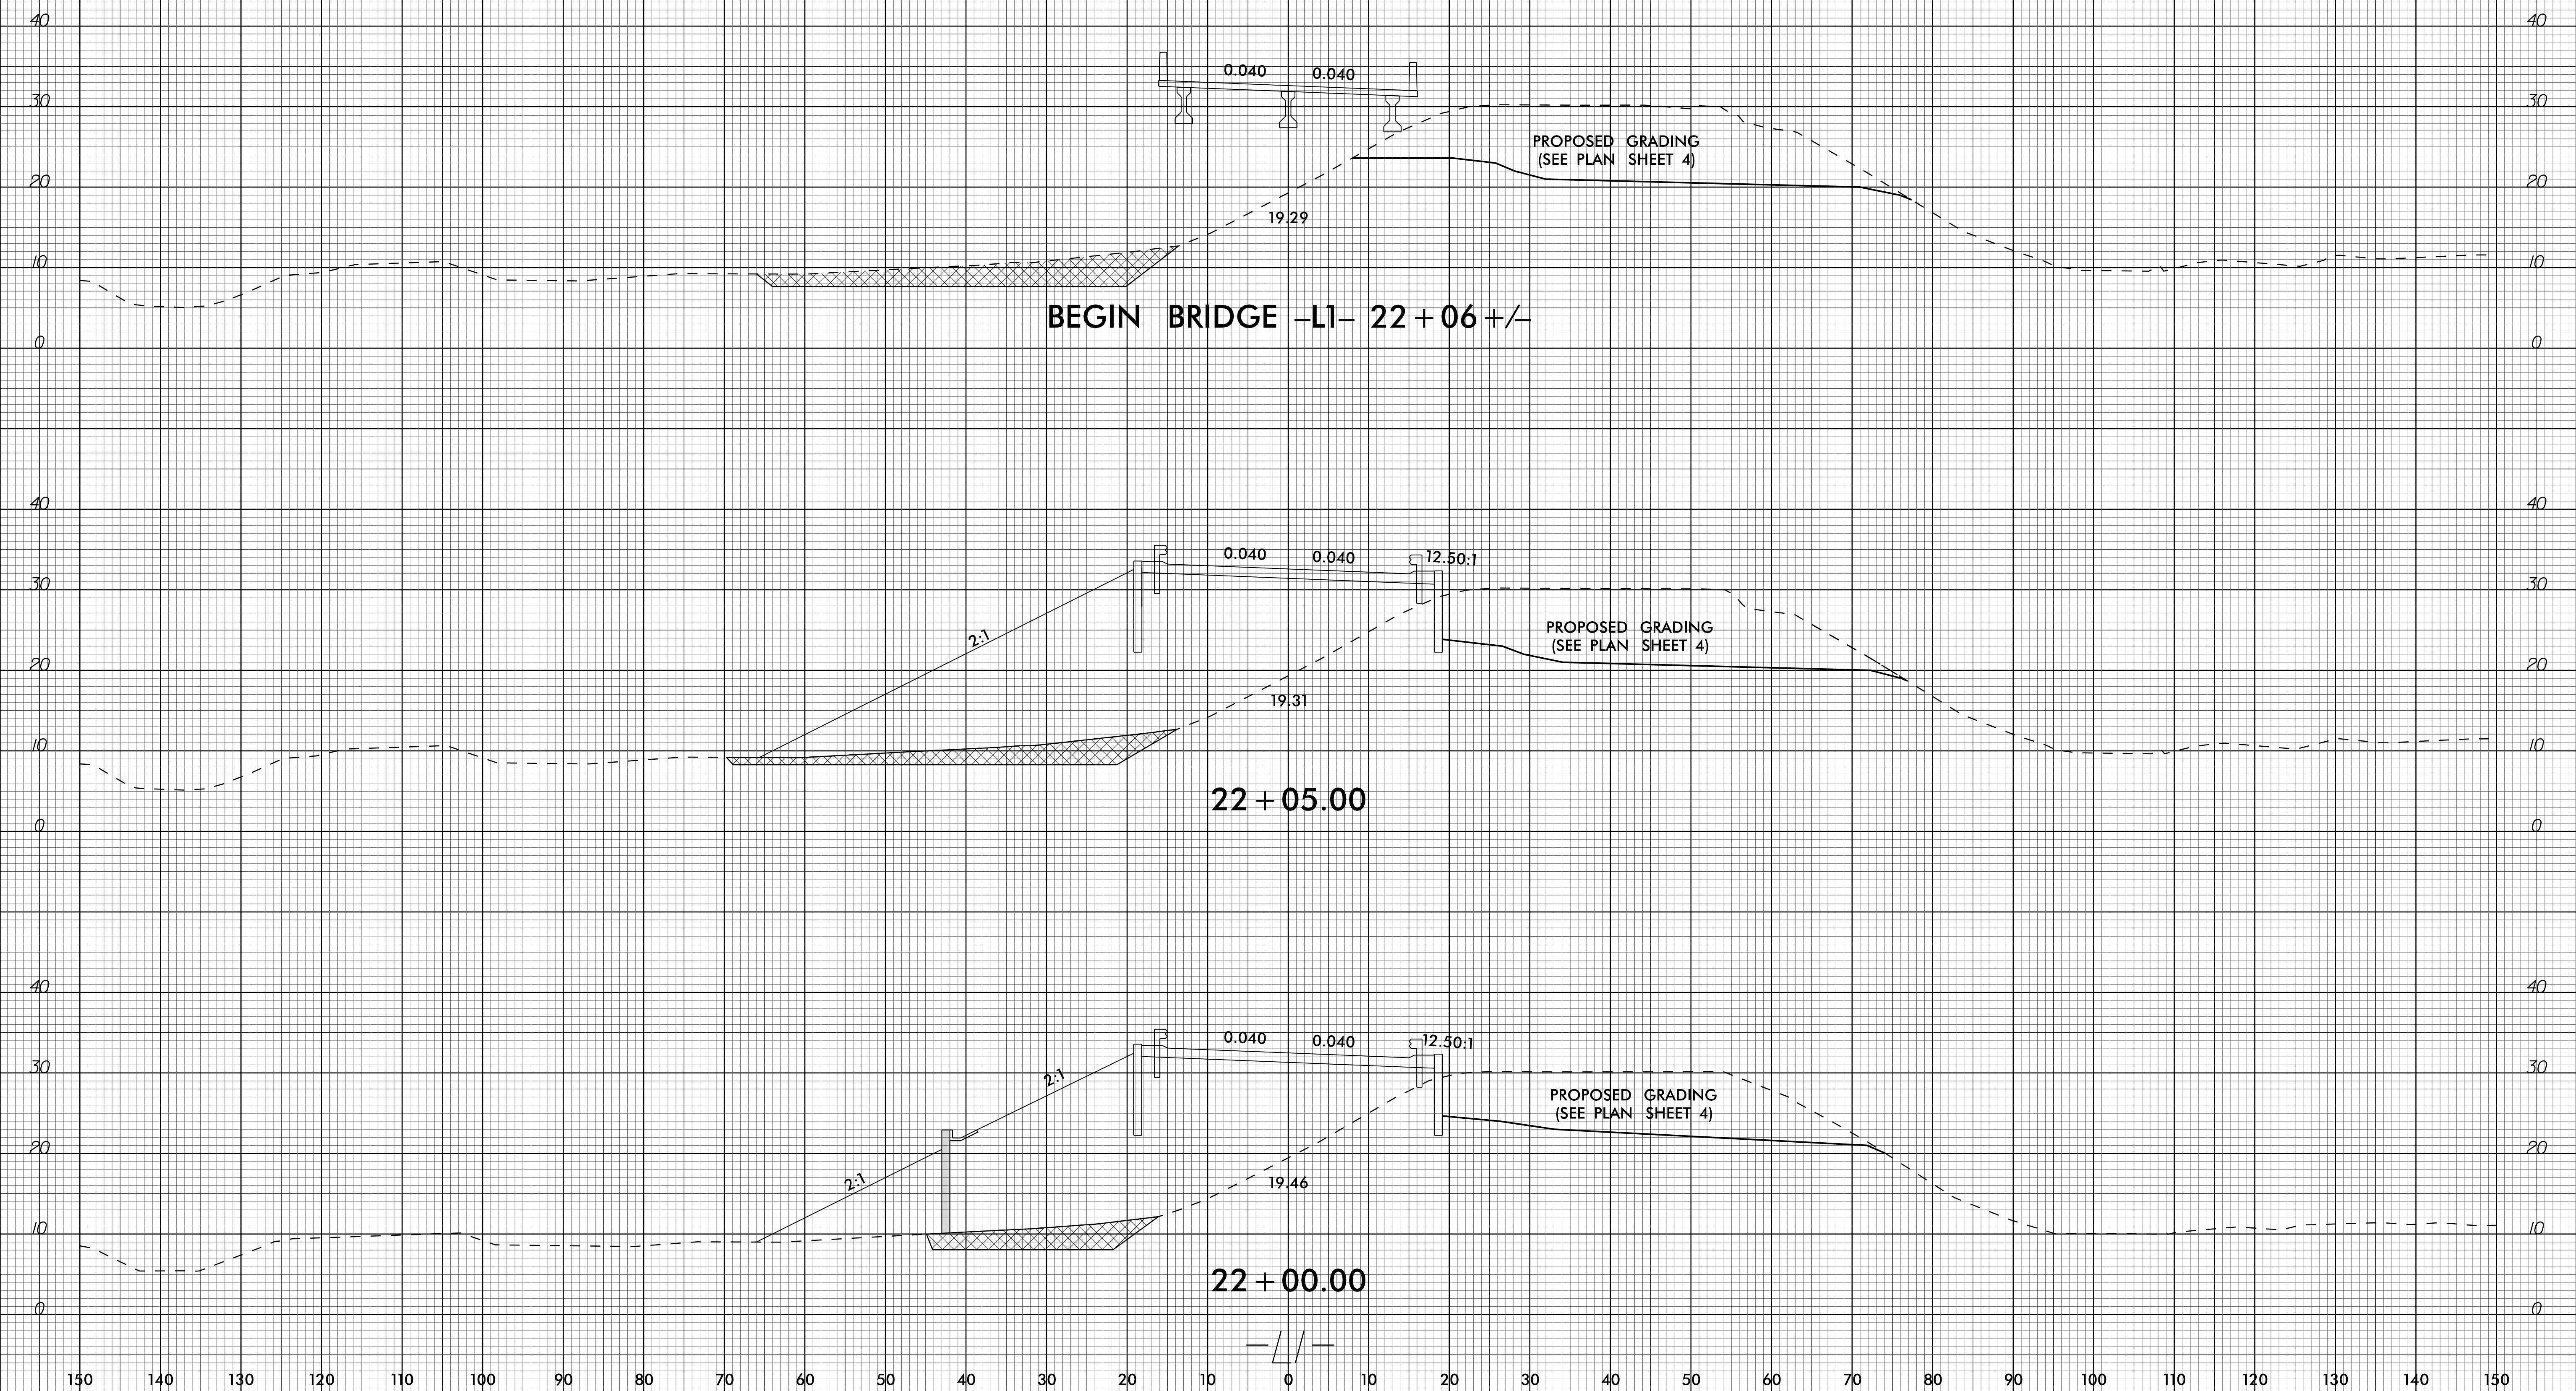 40 40
0.040 0.040
30 30
PROPOSED GRADING
(SEE PLAN SHEET 4)
20 20
19.29
10 10
BEGIN BRIDGE –L1– 22+06+/–
0 0
40 40
0.040 0.040 12.50:1
30 30
2:1
PROPOSED GRADING
(SEE PLAN SHEET 4)
20 20
19.31
10 10
22+05.00
0 0
40 40
0.040 0.040 12.50:1
30 30
2:1
PROPOSED GRADING
(SEE PLAN SHEET 4)
20 20
2:1
19.46
10 10
22+00.00
0 0
–L1–
150 140 130 120 110 100 90 80 70 60 50 40 30 20 10 0 10 20 30 40 50 60 70 80 90 100 110 120 130 140 150